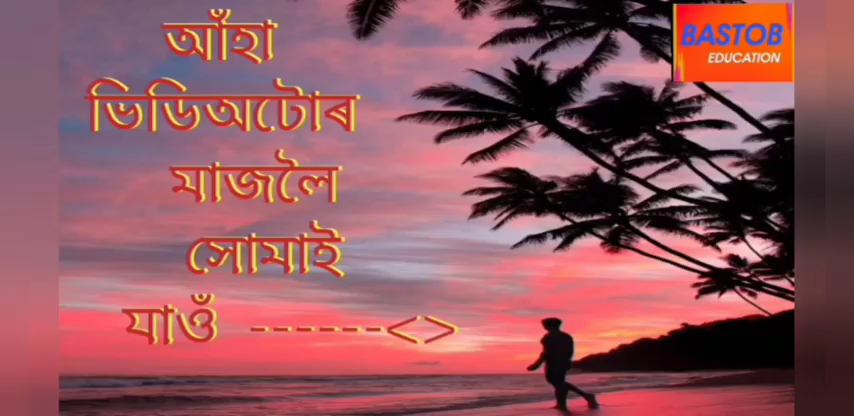 আঁহা
ভিডিঅটোৰ
মাজলৈ
সোমাই
যাওঁ ------<>
BASTOB
EDUCATION